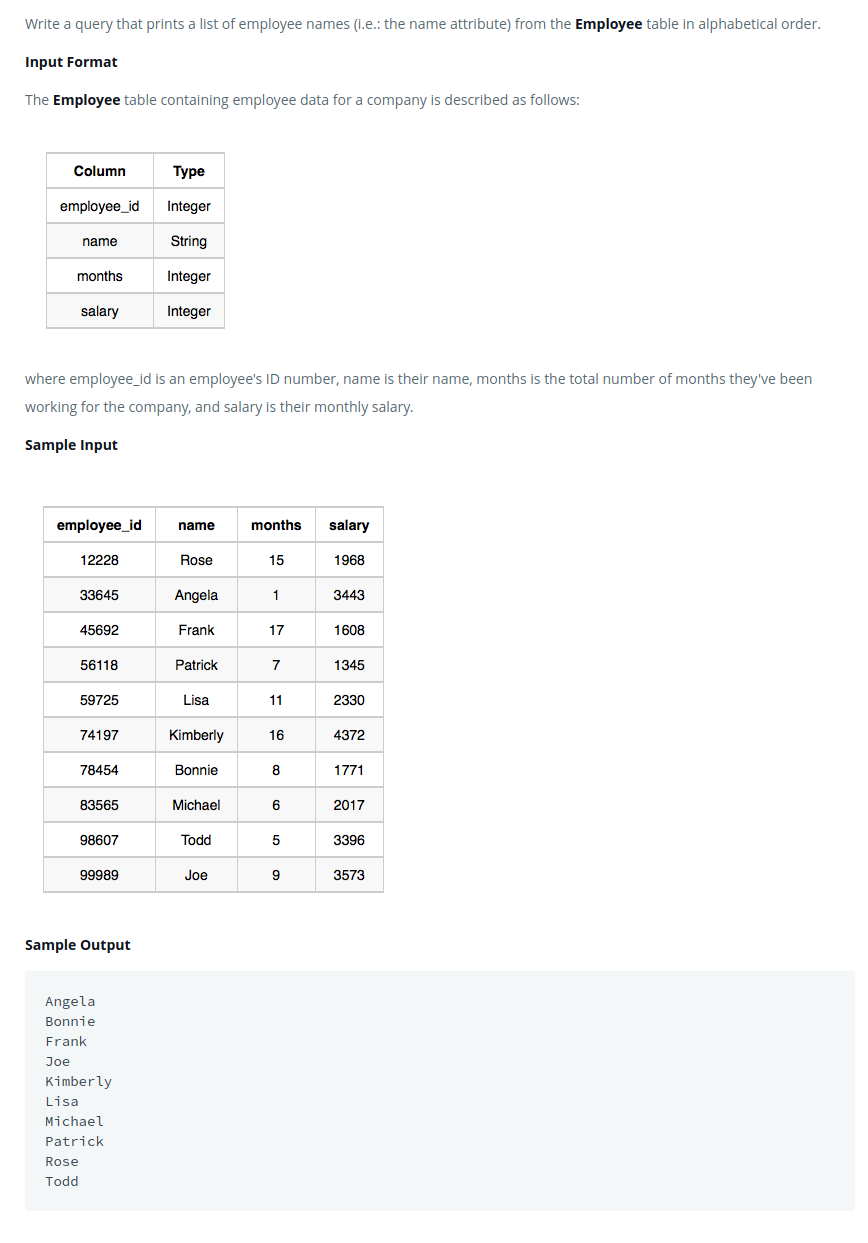 Write a query that prints a list of employee names (i.e.: the name attribute) from the Employee table in alphabetical order.
Input Format
The Employee table containing employee data for a company is described as follows:
Column Type
employee_id Integer
name String
months Integer
salary Integer
where employee_id is an employee's ID number, name is their name, months is the total number of months they've been
working for the company, and salary is their monthly salary.
Sample Input
employee_id name months salary
12228 Rose 15 1968
33645 Angela 1 3443
45692 Frank 17 1608
56118 Patrick 7 1345
59725 Lisa 11 2330
74197 Kimberly 16 4372
78454 Bonnie 8 1771
83565 Michael 6 2017
98607 Todd 5 3396
99989 Joe 9 3573
Sample Output
Angela
Bonnie
Frank
Joe
Kimberly
Lisa
Michael
Patrick
Rose
Todd